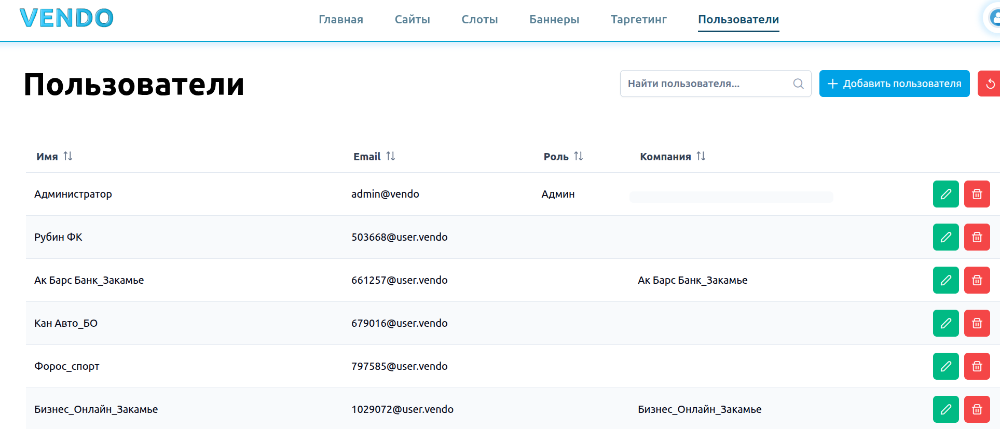 VENDO
Главная Сайты Слоты Баннеры Таргетинг Пользователи
Пользователи
Найти пользователя...
Добавить пользователя
Имя Email Роль Компания
Администратор admin@vendo Админ
Рубин ФК 503668@user.vendo
Ак Барс Банк_Закамье 661257@user.vendo Ак Барс Банк_Закамье
Кан Авто_БО 679016@user.vendo
Форос_спорт 797585@user.vendo
Бизнес_Онлайн_Закамье 1029072@user.vendo Бизнес_Онлайн_Закамье